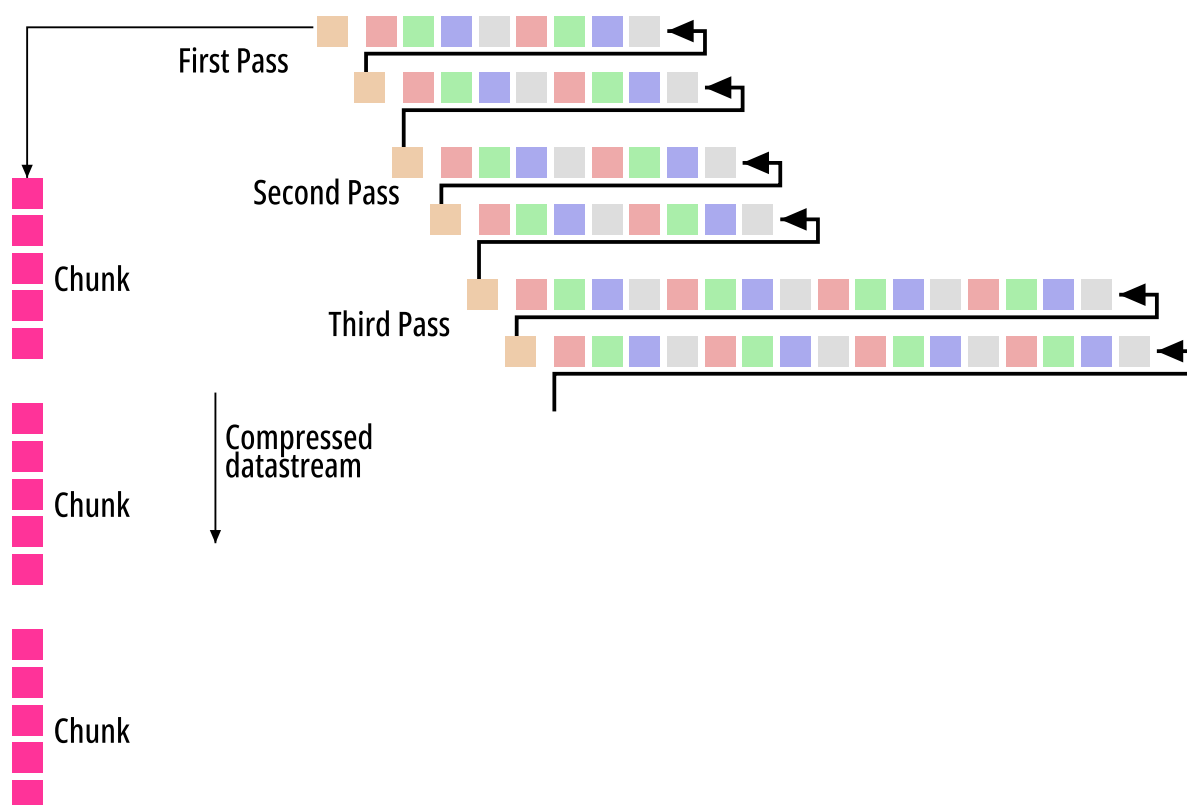 First Pass
Second Pass
Chunk
Third Pass
Compressed
datastream
Chunk
Chunk